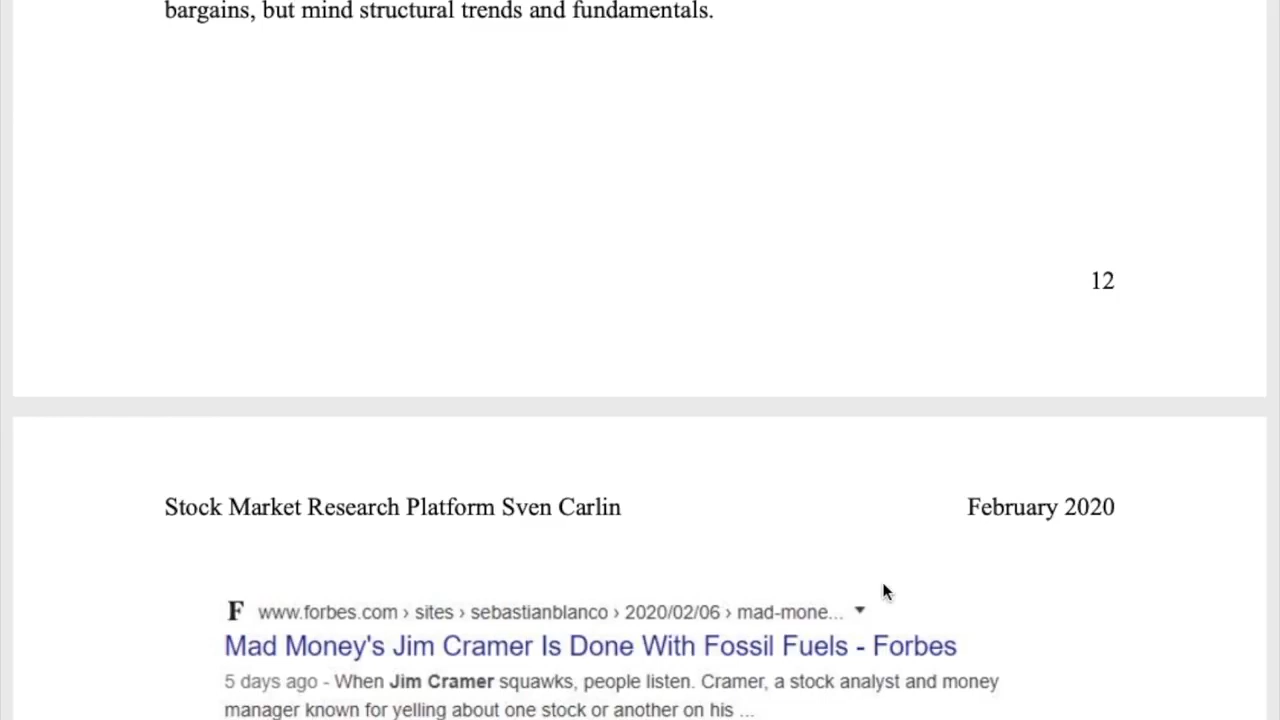 bargains, but mind structural trends and fundamentals.
12
Stock Market Research Platform Sven Carlin February 2020
F www.forbes.com › sites › sebastianblanco › 2020/02/06 › mad-mone...
Mad Money's Jim Cramer Is Done With Fossil Fuels - Forbes
5 days ago - When Jim Cramer squawks, people listen. Cramer, a stock analyst and money
manager known for yelling about one stock or another on his ...